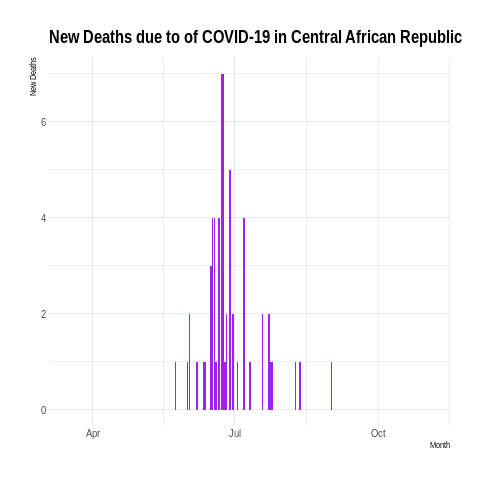 New Deaths due to of COVID-19 in Central African Republic
New Deaths
6
4
2
0
Apr
Jul
Oct
Month